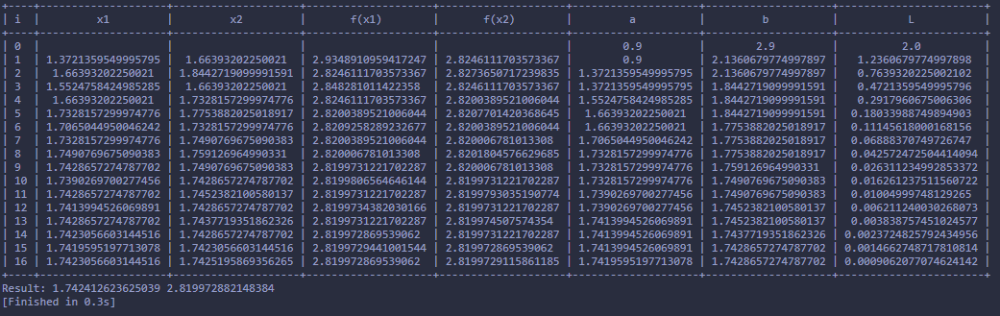 | i | x1 | x2 | f(x1) | f(x2) | a | b | L |
| 0 | | | | | 0.9 | 2.9 | 2.0 |
| 1 | 1.3721359549995795 | 1.66393202250021 | 2.9348910959417247 | 2.8246111703573367 | 0.9 | 2.1360679774997897 | 1.2360679774997898 |
| 2 | 1.66393202250021 | 1.8442719099991591 | 2.8246111703573367 | 2.8273650717239835 | 1.3721359549995795 | 2.1360679774997897 | 0.7639320225002102 |
| 3 | 1.5524758424985285 | 1.66393202250021 | 2.848281011422358 | 2.8246111703573367 | 1.3721359549995795 | 1.8442719099991591 | 0.4721359549995796 |
| 4 | 1.66393202250021 | 1.7328157299974776 | 2.8246111703573367 | 2.8200389521006044 | 1.5524758424985285 | 1.8442719099991591 | 0.2917960675006306 |
| 5 | 1.7328157299974776 | 1.7753882025018917 | 2.8200389521006044 | 2.8207701420368645 | 1.66393202250021 | 1.8442719099991591 | 0.18033988749894903 |
| 6 | 1.7065044950046242 | 1.7328157299974776 | 2.8209258289232677 | 2.8200389521006044 | 1.66393202250021 | 1.7753882025018917 | 0.11145618000168156 |
| 7 | 1.7328157299974776 | 1.7490769675090383 | 2.8200389521006044 | 2.820006781013308 | 1.7065044950046242 | 1.7753882025018917 | 0.06888370749726747 |
| 8 | 1.7490769675090383 | 1.759126964990331 | 2.820006781013308 | 2.8201804576629685 | 1.7328157299974776 | 1.7753882025018917 | 0.042572472504414094 |
| 9 | 1.7428657274787702 | 1.7490769675090383 | 2.8199731221702287 | 2.820006781013308 | 1.7328157299974776 | 1.759126964990331 | 0.026311234992853372 |
| 10 | 1.7390269700277456 | 1.7428657274787702 | 2.8199806564646144 | 2.8199731221702287 | 1.7328157299974776 | 1.7490769675090383 | 0.016261237511560722 |
| 11 | 1.7428657274787702 | 1.7452382100580137 | 2.8199731221702287 | 2.8199793035190774 | 1.7390269700277456 | 1.7490769675090383 | 0.01004999748129265 |
| 12 | 1.7413994526069891 | 1.7428657274787702 | 2.8199734382030166 | 2.8199731221702287 | 1.7390269700277456 | 1.7452382100580137 | 0.006211240030268073 |
| 13 | 1.7428657274787702 | 1.7437719351862326 | 2.8199731221702287 | 2.819974507574354 | 1.7413994526069891 | 1.7452382100580137 | 0.003838757451024577 |
| 14 | 1.7423056603144516 | 1.7428657274787702 | 2.819972869539062 | 2.8199731221702287 | 1.7413994526069891 | 1.7437719351862326 | 0.0023724825792434956 |
| 15 | 1.7419595197713078 | 1.7423056603144516 | 2.8199729441001544 | 2.819972869539062 | 1.7413994526069891 | 1.7428657274787702 | 0.0014662748717810814 |
| 16 | 1.7423056603144516 | 1.7425195869356265 | 2.819972869539062 | 2.8199729115861185 | 1.7419595197713078 | 1.7428657274787702 | 0.0009062077074624142 |
Result: 1.742412623625039 2.819972882148384
[Finished in 0.3s]